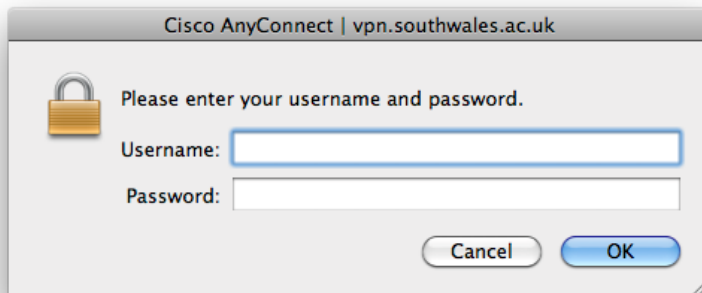 Cisco AnyConnect | vpn.southwales.ac.uk
Please enter your username and password.
Username:
Password:
Cancel OK